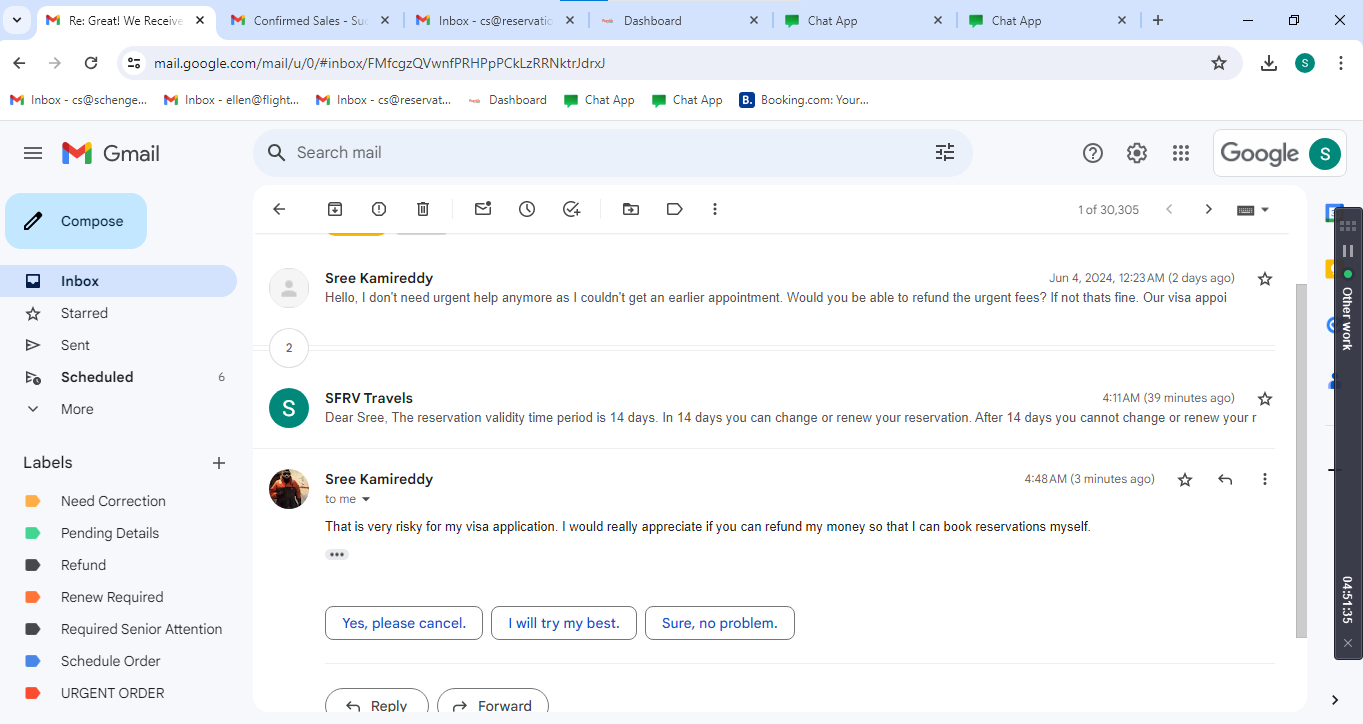 Re: Great! We Receive
Confirmed Sales - Suc
Inbox - cs@reservatio
Dashboard
Chat App
Chat App
mail.google.com/mail/u/0/#inbox/FMfcgzQVwnfPRHPpPCkLzRRNktrJdrxJ
S
Inbox - cs@schenge...
Inbox - ellen@flight...
Inbox - cs@reservat...
Dashboard
Chat App
Chat App
B.
Booking.com: Your...
Gmail
Search mail
Google
S
Compose
1 of 30,305
Inbox
Starred
Sent
Scheduled 6
More
Labels
Need Correction
Pending Details
Refund
Renew Required
Required Senior Attention
Schedule Order
URGENT ORDER
Sree Kamireddy
Jun 4, 2024, 12:23 AM (2 days ago)
Hello, I don't need urgent help anymore as I couldn't get an earlier appointment. Would you be able to refund the urgent fees? If not thats fine. Our visa appoi
2
S
SFRV Travels
4:11 AM (39 minutes ago)
Dear Sree, The reservation validity time period is 14 days. In 14 days you can change or renew your reservation. After 14 days you cannot change or renew your r
Sree Kamireddy
4:48 AM (3 minutes ago)
to me
That is very risky for my visa application. I would really appreciate if you can refund my money so that I can book reservations myself.
Yes, please cancel.
I will try my best.
Sure, no problem.
Reply
Forward
Other work
04:51:35